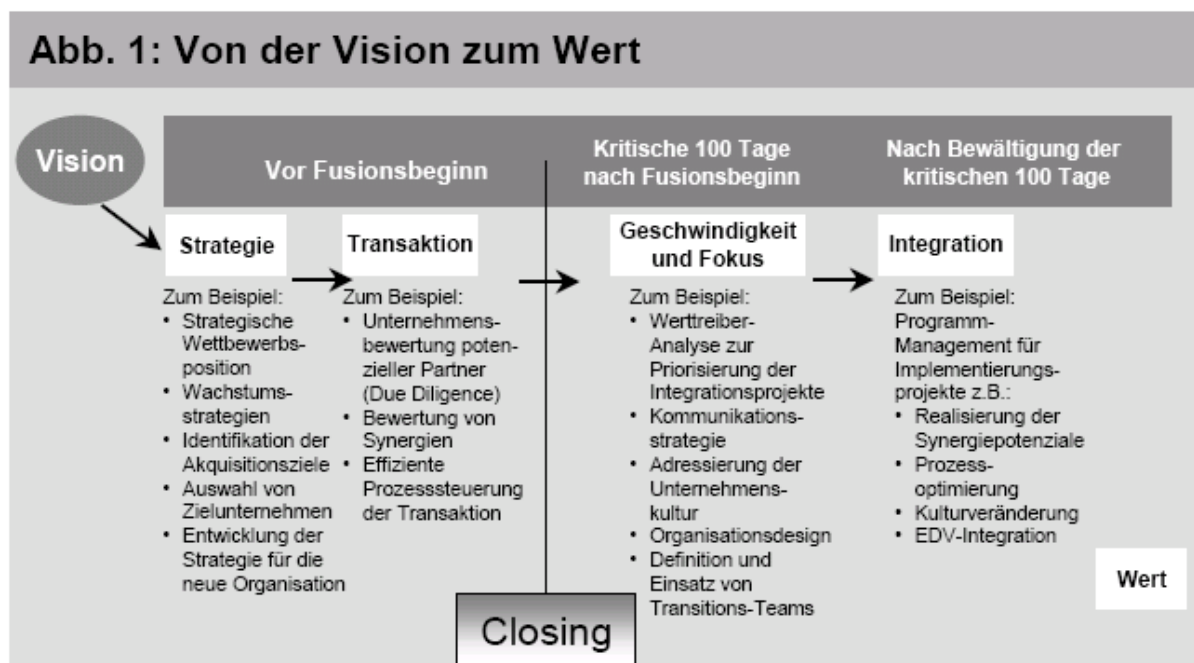 Abb. 1: Von der Vision zum Wert
Vision
Vor Fusionsbeginn
Kritische 100 Tage
nach Fusionsbeginn
Nach Bewältigung der
kritischen 100 Tage
Strategie
Zum Beispiel:
• Strategische
Wettbewerbs-
position
• Wachstums-
strategien
• Identifikation der
Akquisitionsziele
• Auswahl von
Zielunternehmen
• Entwicklung der
Strategie für die
neue Organisation
Transaktion
Zum Beispiel:
• Unternehmens-
bewertung poten-
zieller Partner
(Due Diligence)
• Bewertung von
Synergien
• Effiziente
Prozesssteuerung
der Transaktion
Geschwindigkeit
und Fokus
Zum Beispiel:
• Werttreiber-
Analyse zur
Priorisierung der
Integrationsprojekte
• Kommunikations-
strategie
• Adressierung der
Unternehmens-
kultur
• Organisationsdesign
• Definition und
Einsatz von
Transitions-Teams
Integration
Zum Beispiel:
Programm-
Management für
Implementierungs-
projekte z.B.:
• Realisierung der
Synergiepotenziale
• Prozess-
optimierung
• Kulturveränderung
• EDV-Integration
Wert
Closing